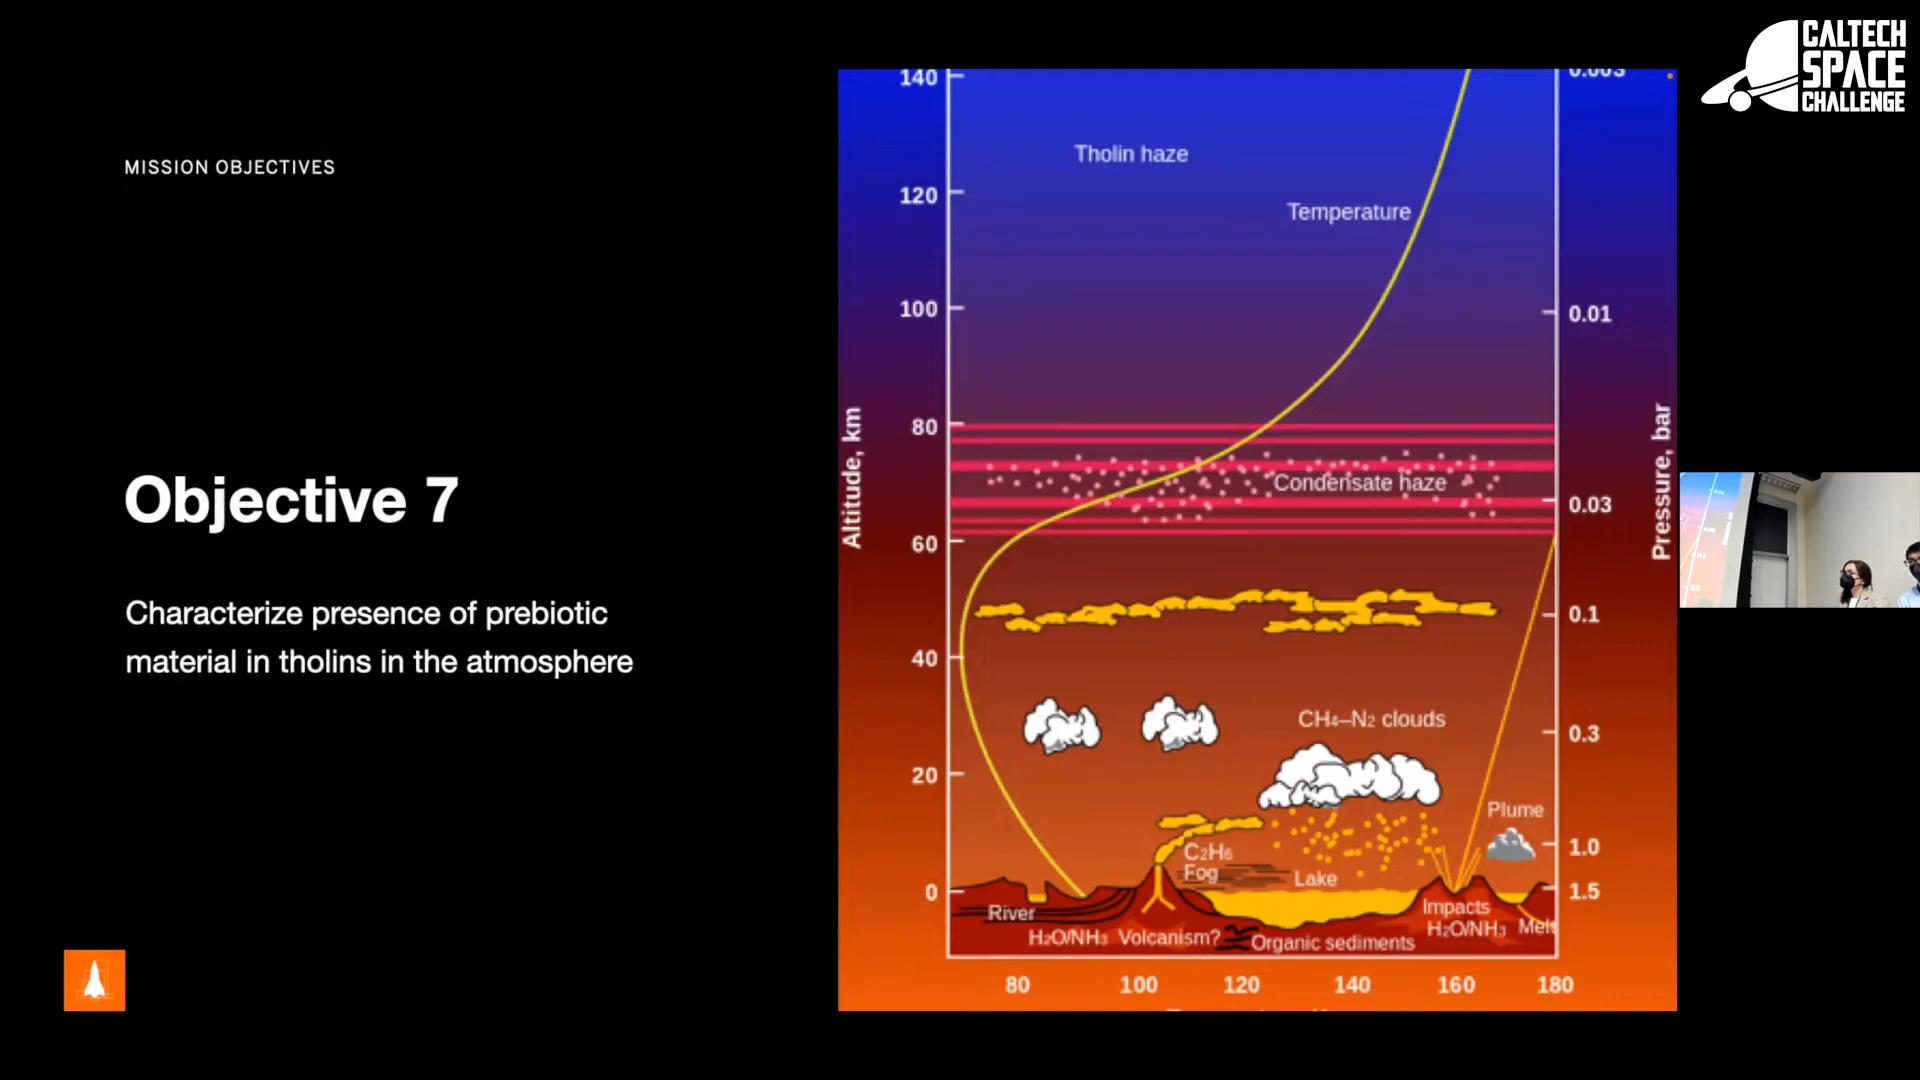 CALTECH
SPACE
CHALLENGE
MISSION OBJECTIVES
Objective 7
Characterize presence of prebiotic
material in tholins in the atmosphere
140
120
100
80
60
40
20
0
Altitude, km
Tholin haze
Temperature
Condensate haze
CH4–N2 clouds
Plume
C2H6
Fog
Lake
River
Impacts
H2O/NH3
H2O/NH3
Volcanism?
Organic sediments
0.003
0.01
0.03
0.1
0.3
1.0
1.5
Pressure, bar
80 100 120 140 160 180